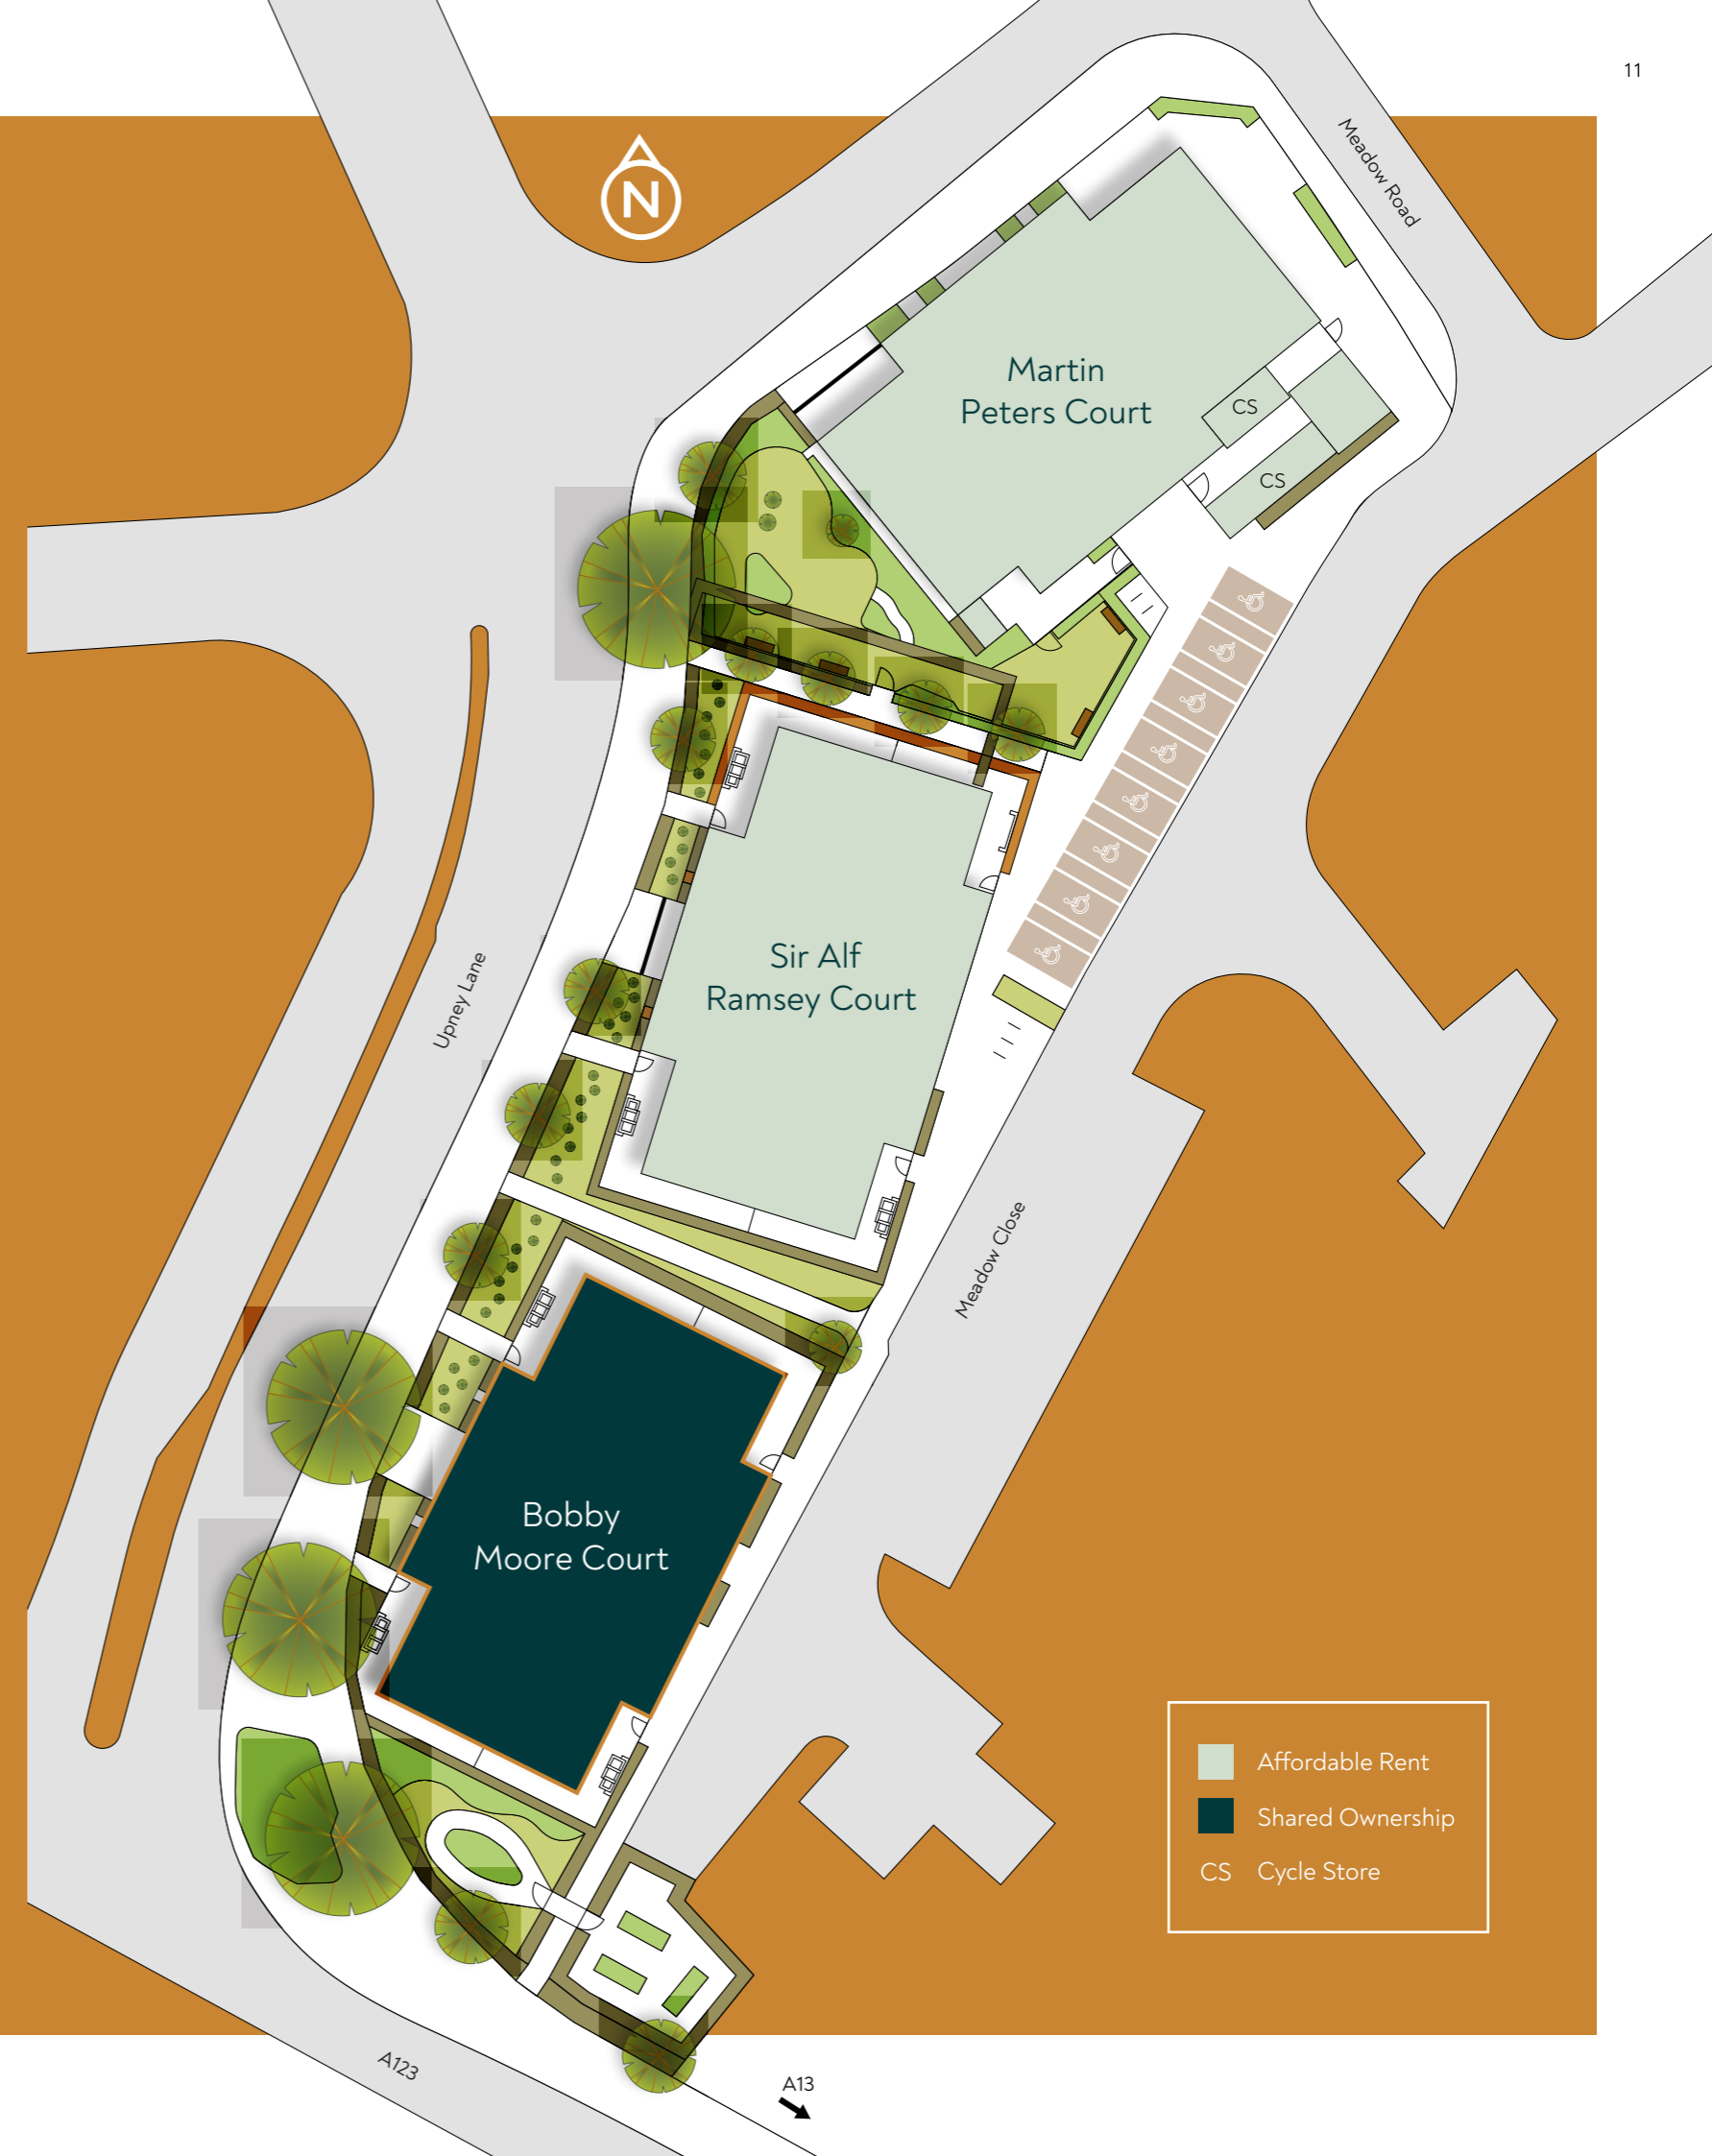 11
N
Meadow Road
Martin
Peters Court
CS
CS
Sir Alf
Ramsey Court
Upney Lane
Meadow Close
Bobby
Moore Court
Affordable Rent
Shared Ownership
CS Cycle Store
A123
A13